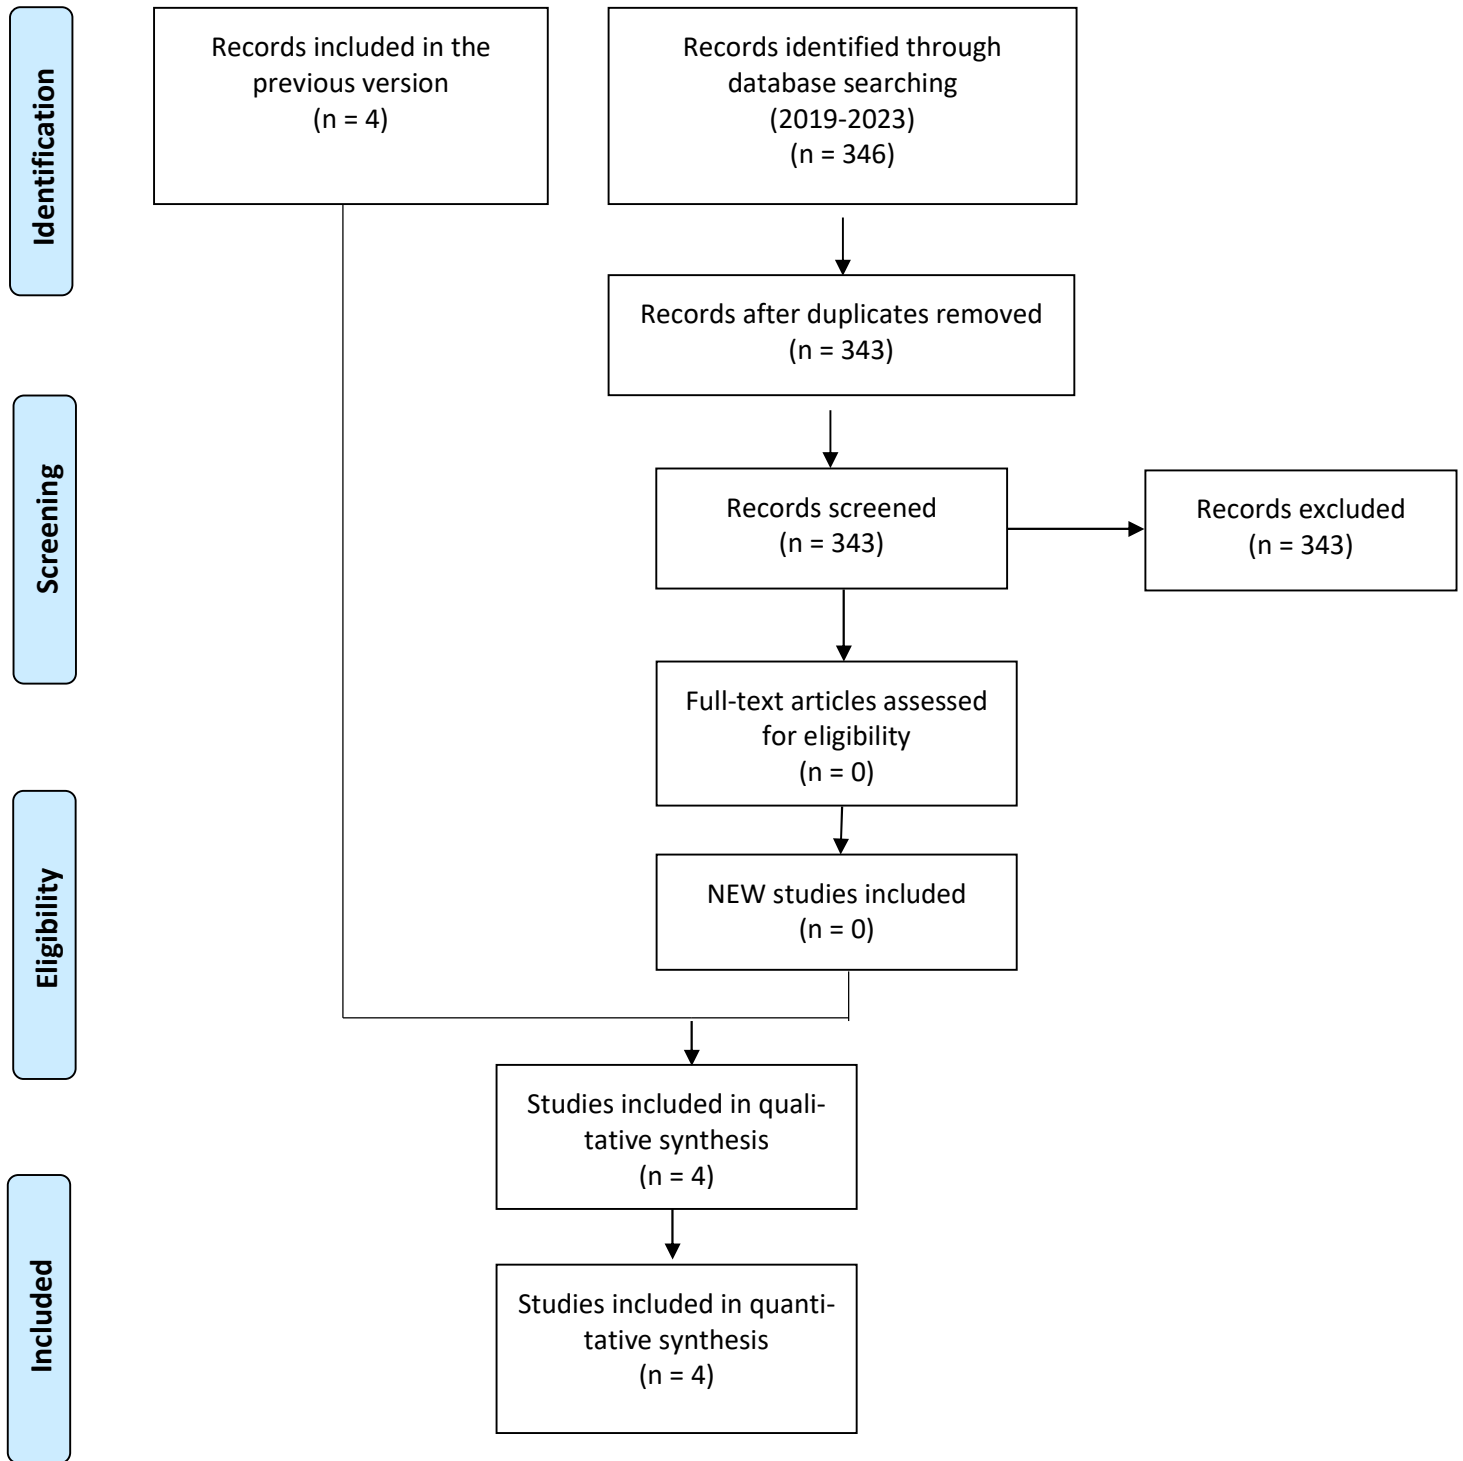 Identification
Records included in the
previous version
(n = 4)
Records identified through
database searching
(2019-2023)
(n = 346)
Records after duplicates removed
(n = 343)
Screening
Records screened
(n = 343)
Records excluded
(n = 343)
Full-text articles assessed
for eligibility
(n = 0)
Eligibility
NEW studies included
(n = 0)
Studies included in quali-
tative synthesis
(n = 4)
Included
Studies included in quanti-
tative synthesis
(n = 4)